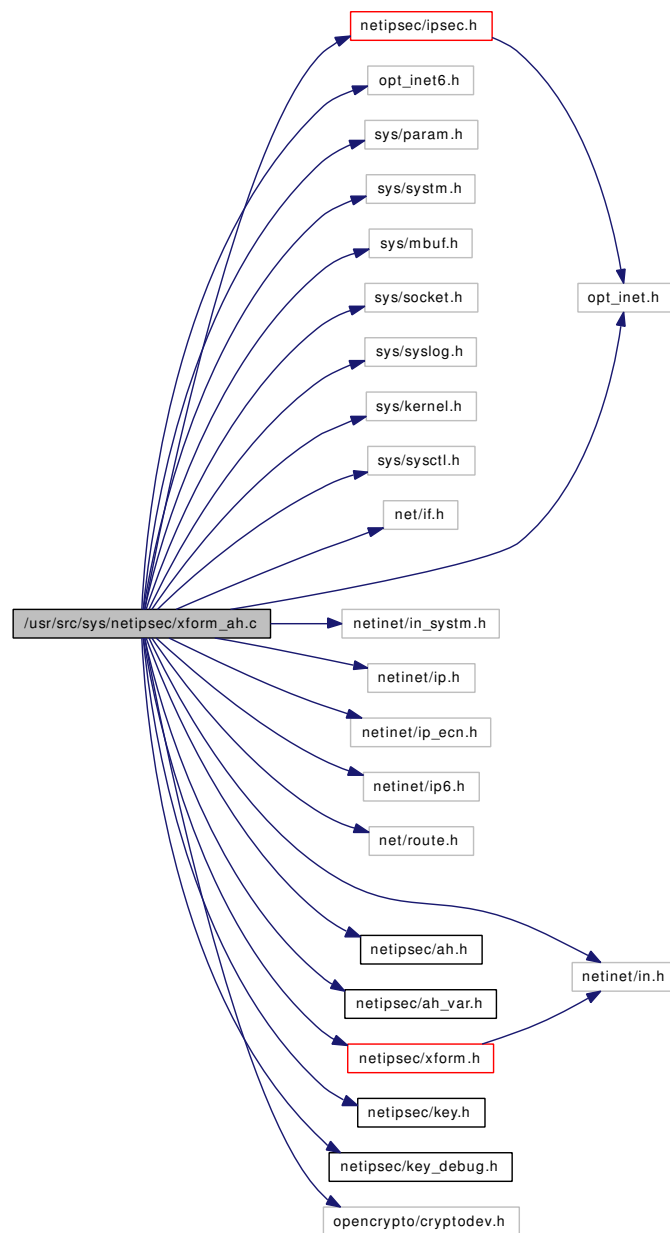 netipsec/ipsec.h
opt_inet6.h
sys/param.h
sys/systm.h
sys/mbuf.h
sys/socket.h
opt_inet.h
sys/syslog.h
sys/kernel.h
sys/sysctl.h
net/if.h
/usr/src/sys/netipsec/xform_ah.c
netinet/in_systm.h
netinet/ip.h
netinet/ip_ecn.h
netinet/ip6.h
net/route.h
netipsec/ah.h
netinet/in.h
netipsec/ah_var.h
netipsec/xform.h
netipsec/key.h
netipsec/key_debug.h
opencrypto/cryptodev.h